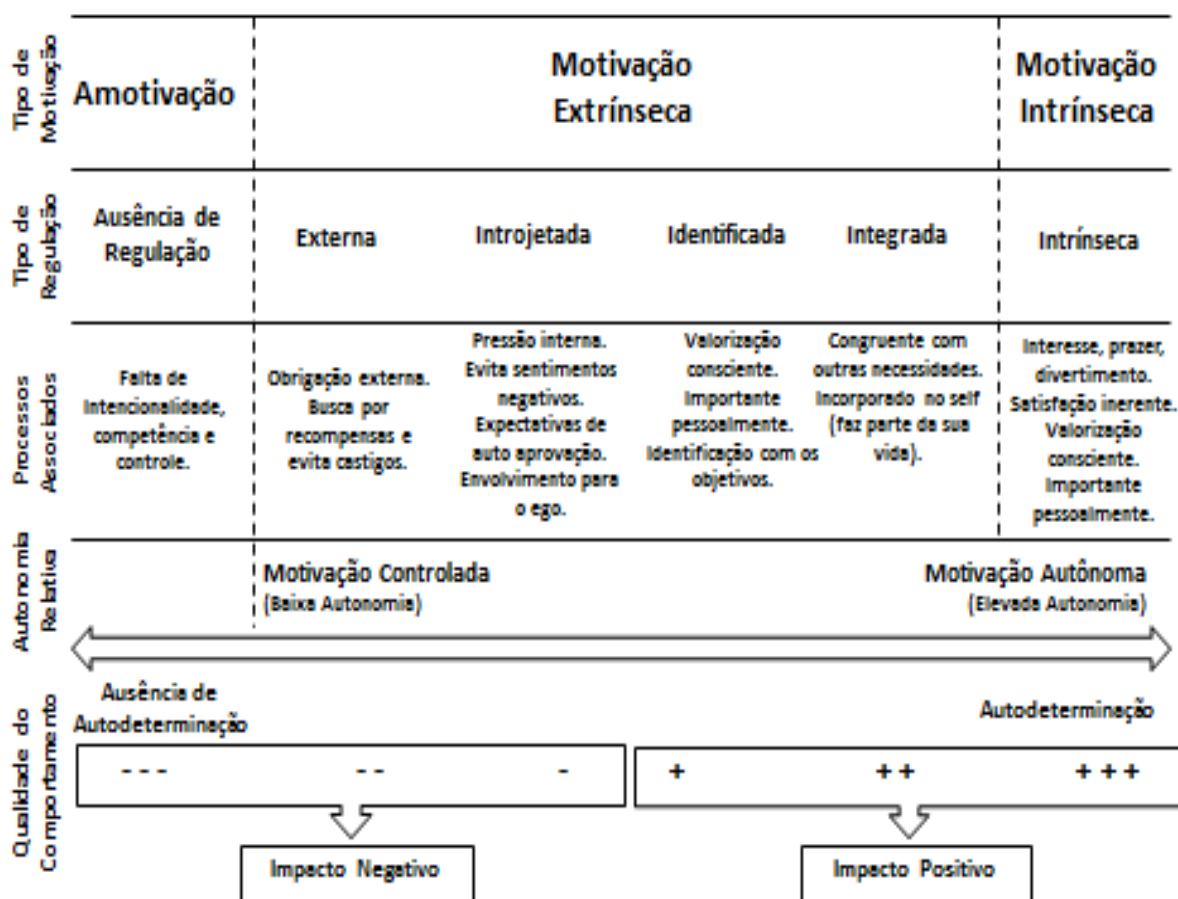 Tipo de
Motivação
Amotivação
Motivação
Extrínseca
Motivação
Intrínseca
Tipo de
Regulação
Ausência de
Regulação
Externa
Introjetada
Identificada
Integrada
Intrínseca
Processos
Associados
Falta de
Intencionalidade,
competência e
controle.
Obrigação externa.
Busca por
recompensas e
evita castigos.
Pressão interna.
Evita sentimentos
negativos.
Expectativas de
auto aprovação.
Envolvimento para
o ego.
Valorização
consciente.
Importante
pessoalmente.
Identificação com os
objetivos.
Congruente com
outras necessidades.
Incorporado no self
(faz parte da sua
vida).
Interesse, prazer,
divertimento.
Satisfação inerente.
Valorização
consciente.
Importante
pessoalmente.
Autonomia
Relativa
Motivação Controlada
(Baixa Autonomia)
Motivação Autônoma
(Elevada Autonomia)
Qualidade do
Comportamento
Ausência de
Autodeterminação
Autodeterminação
- - - -- - + ++ +++
Impacto Negativo
Impacto Positivo